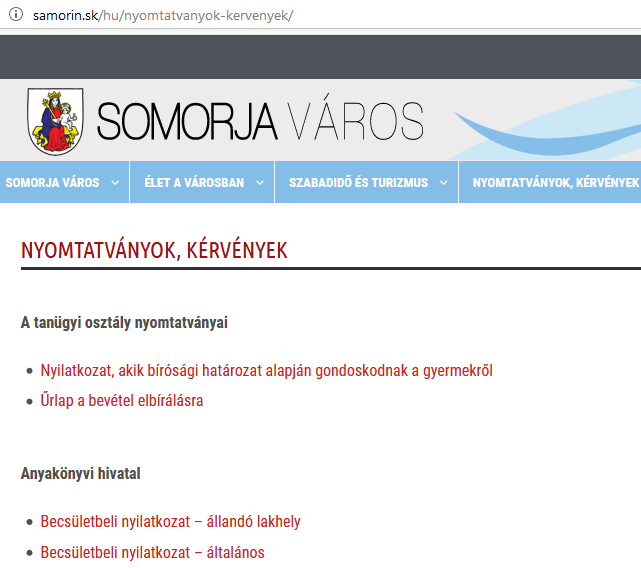 samorin.sk/hu/nyomtatvanyok-kervenyek/
SOMORJA VÁROS
SOMORJA VÁROS ÉLET A VÁROSBAN SZABADIDŐ ÉS TURIZMUS NYOMTATVÁNYOK, KÉRVÉNYEK
NYOMTATVÁNYOK, KÉRVÉNYEK
A tanügyi osztály nyomtatványai
Nyilatkozat, akik bírósági határozat alapján gondoskodnak a gyermekről
Űrlap a bevétel elbírálásra
Anyakönyvi hivatal
Becsületbeli nyilatkozat – állandó lakhely
Becsületbeli nyilatkozat – általános